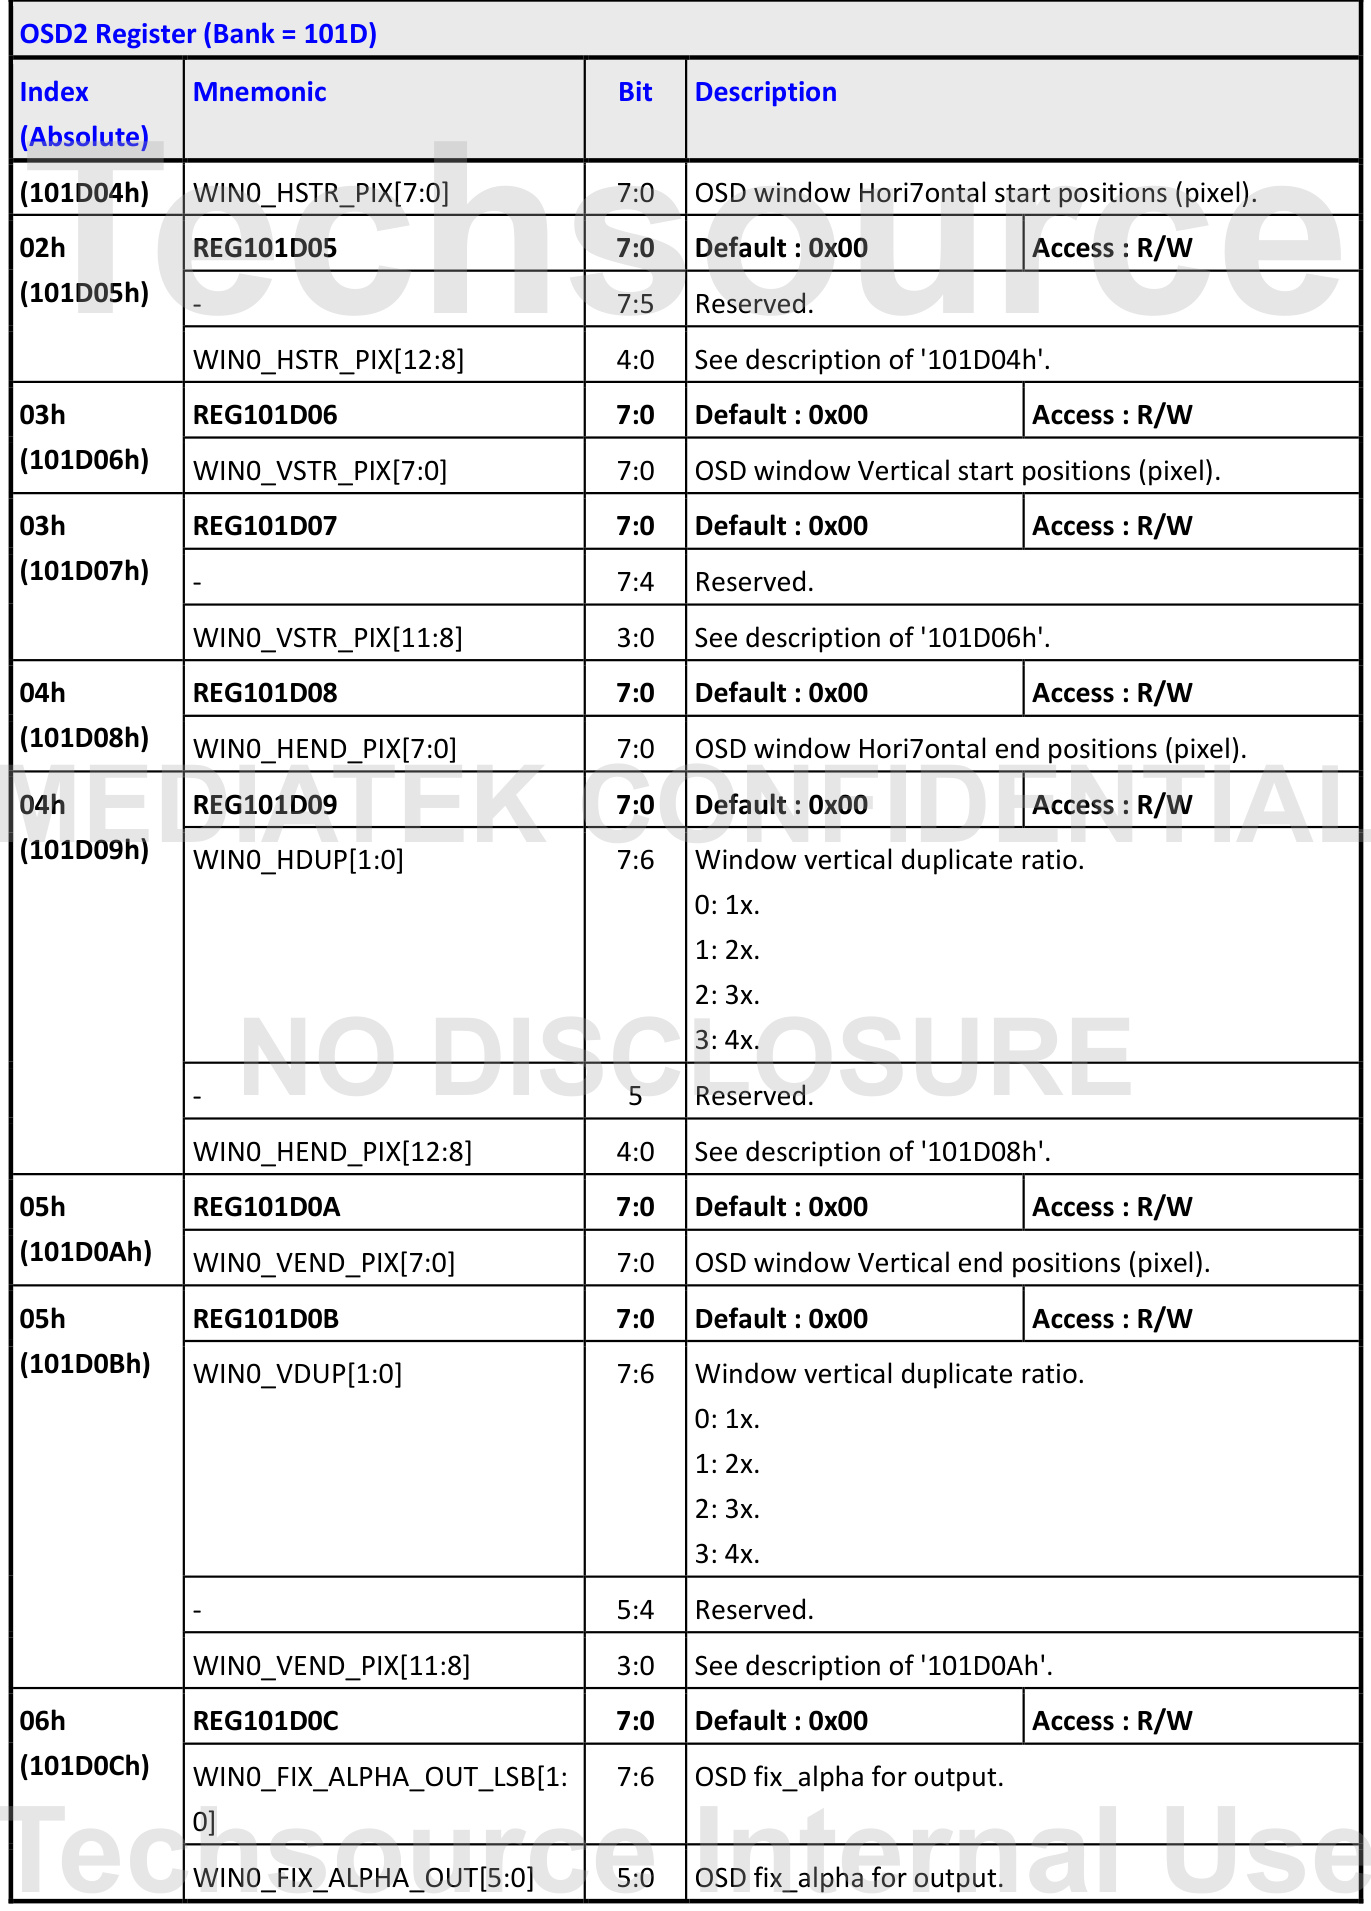 OSD2 Register (Bank = 101D)
Index (Absolute) Mnemonic Bit Description
(101D04h) WIN0_HSTR_PIX[7:0] 7:0 OSD window Hori7ontal start positions (pixel).
02h (101D05h) REG101D05 7:0 Default : 0x00 Access : R/W
- 7:5 Reserved.
WIN0_HSTR_PIX[12:8] 4:0 See description of '101D04h'.
03h (101D06h) REG101D06 7:0 Default : 0x00 Access : R/W
WIN0_VSTR_PIX[7:0] 7:0 OSD window Vertical start positions (pixel).
03h (101D07h) REG101D07 7:0 Default : 0x00 Access : R/W
- 7:4 Reserved.
WIN0_VSTR_PIX[11:8] 3:0 See description of '101D06h'.
04h (101D08h) REG101D08 7:0 Default : 0x00 Access : R/W
WIN0_HEND_PIX[7:0] 7:0 OSD window Hori7ontal end positions (pixel).
04h (101D09h) REG101D09 7:0 Default : 0x00 Access : R/W
WIN0_HDUP[1:0] 7:6 Window vertical duplicate ratio.
0: 1x.
1: 2x.
2: 3x.
3: 4x.
- 5 Reserved.
WIN0_HEND_PIX[12:8] 4:0 See description of '101D08h'.
05h (101D0Ah) REG101D0A 7:0 Default : 0x00 Access : R/W
WIN0_VEND_PIX[7:0] 7:0 OSD window Vertical end positions (pixel).
05h (101D0Bh) REG101D0B 7:0 Default : 0x00 Access : R/W
WIN0_VDUP[1:0] 7:6 Window vertical duplicate ratio.
0: 1x.
1: 2x.
2: 3x.
3: 4x.
- 5:4 Reserved.
WIN0_VEND_PIX[11:8] 3:0 See description of '101D0Ah'.
06h (101D0Ch) REG101D0C 7:0 Default : 0x00 Access : R/W
WIN0_FIX_ALPHA_OUT_LSB[1: 7:6 OSD fix_alpha for output.
0]
WIN0_FIX_ALPHA_OUT[5:0] 5:0 OSD fix_alpha for output.
Techsource
MEDIATEK CONFIDENTIAL
NO DISCLOSURE
Techsource Internal Use